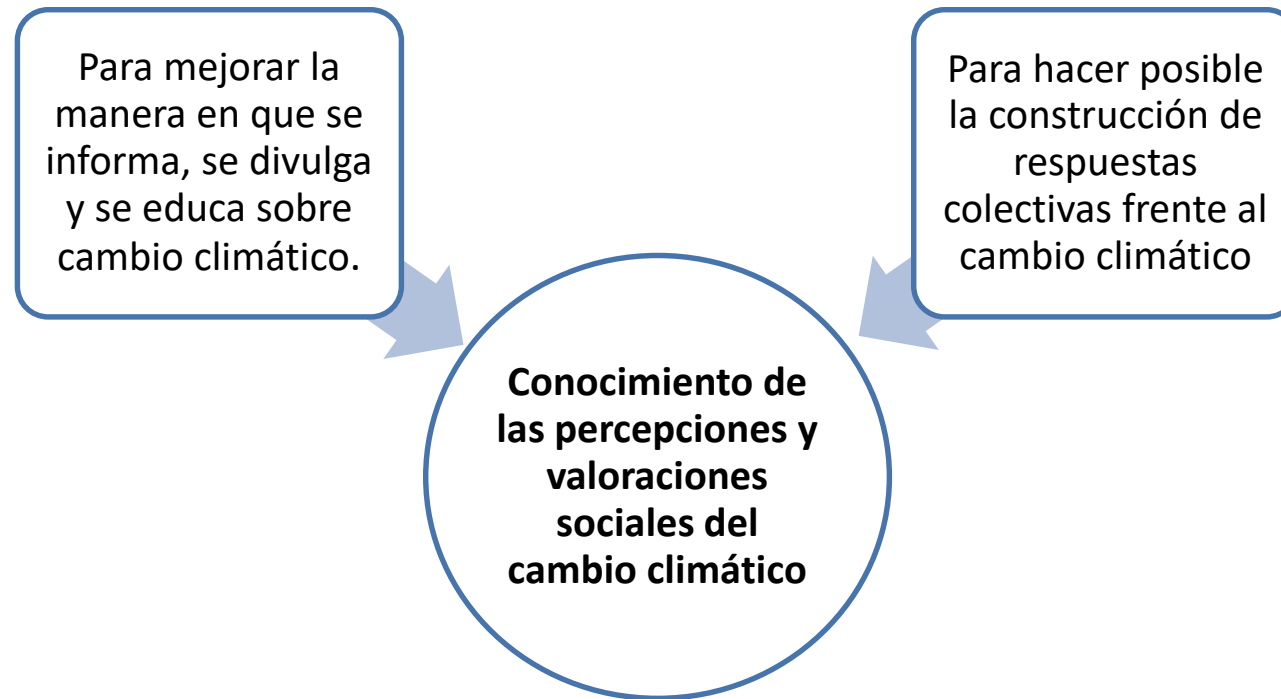 Para mejorar la
manera en que se
informa, se divulga
y se educa sobre
cambio climático.
Para hacer posible
la construcción de
respuestas
colectivas frente al
cambio climático
Conocimiento de
las percepciones y
valoraciones
sociales del
cambio climático